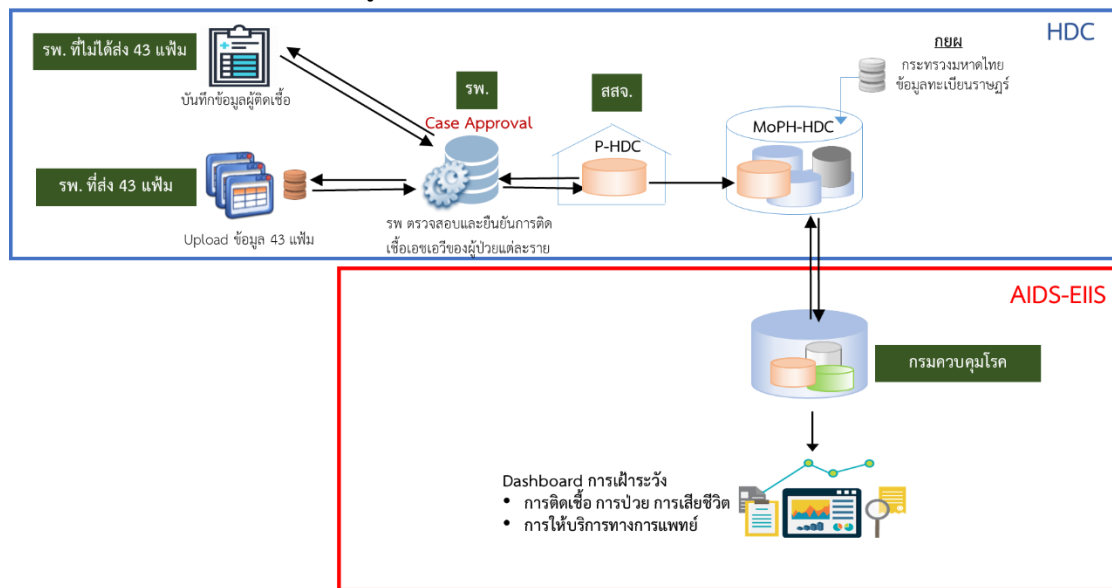 HDC
รพ. ที่ไม่ได้ส่ง 43 แฟ้ม
บันทึกข้อมูลผู้ติดเชื้อ
รพ.
Case Approval
สสจ.
P-HDC
กยผ
กระทรวงมหาดไทย
ข้อมูลทะเบียนราษฎร์
MoPH-HDC
รพ. ที่ส่ง 43 แฟ้ม
Upload ข้อมูล 43 แฟ้ม
รพ ตรวจสอบและยืนยันการติด
เชื้อเอชเอวีของผู้ป่วยแต่ละราย
AIDS-EIIS
กรมควบคุมโรค
Dashboard การเฝ้าระวัง
• การติดเชื้อ การป่วย การเสียชีวิต
• การให้บริการทางการแพทย์